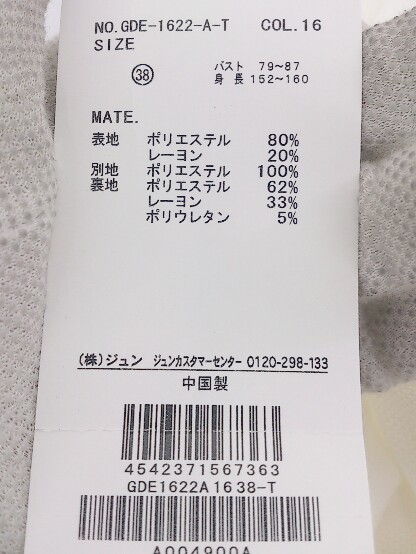 NO.GDE-1622-A-T COL.16
SIZE
㊳ バスト 79~87
身 長 152~160
MATE.
表地 ポリエステル 80%
レーヨン 20%
別地 ポリエステル 100%
裏地 ポリエステル 62%
レーヨン 33%
ポリウレタン 5%
(株)ジュン ジュンカスタマーセンター 0120-298-133
中国製
4542371567363
GDE1622A1638-T
A004900A